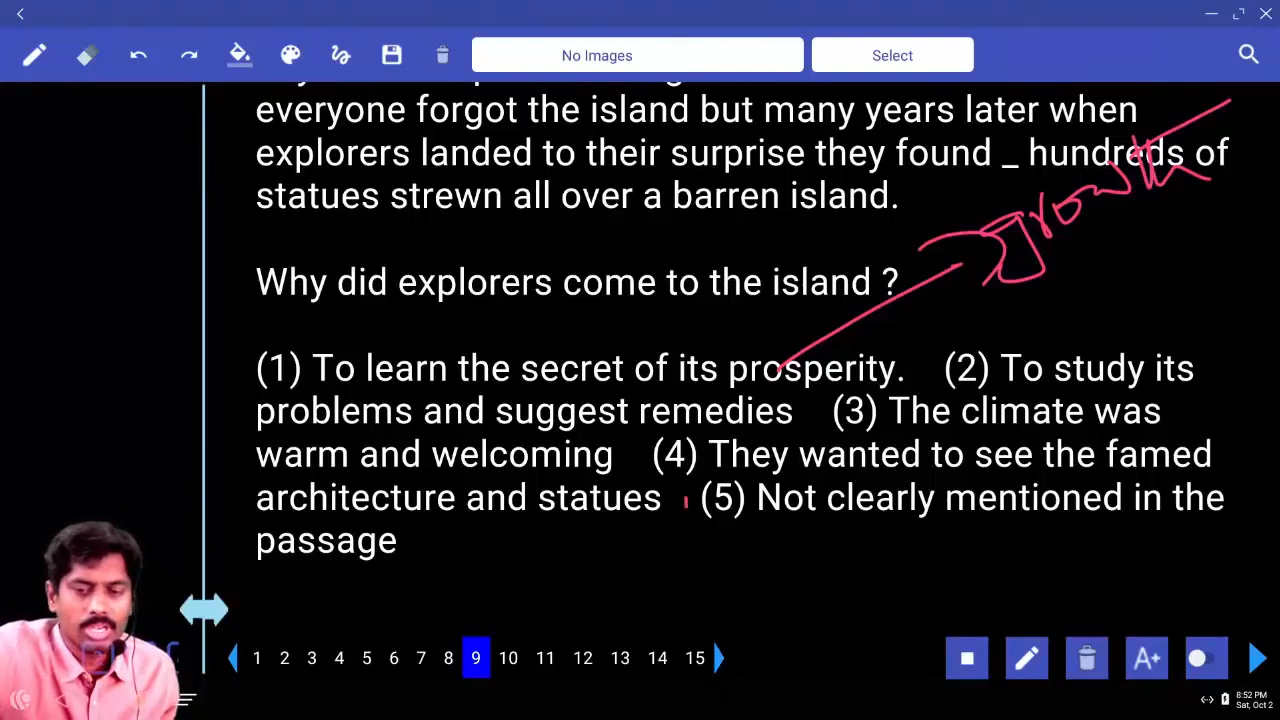 No Images
Select
everyone forgot the island but many years later when
explorers landed to their surprise they found _ hundreds of
statues strewn all over a barren island.
Growth
Why did explorers come to the island ?
(1) To learn the secret of its prosperity. (2) To study its
problems and suggest remedies (3) The climate was
warm and welcoming (4) They wanted to see the famed
architecture and statues (5) Not clearly mentioned in the
passage
1 2 3 4 5 6 7 8 9 10 11 12 13 14 15
A+
8:52 PM
Sat, Oct 2